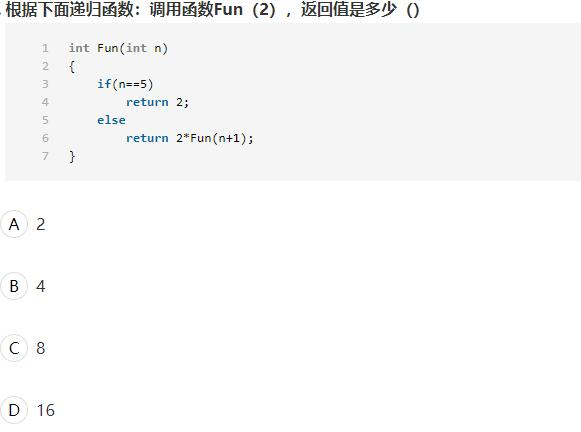 . 根据下面递归函数：调用函数Fun（2），返回值是多少（）
1 int Fun(int n)
2 {
3     if(n==5)
4         return 2;
5     else
6         return 2*Fun(n+1);
7 }
A 2
B 4
C 8
D 16